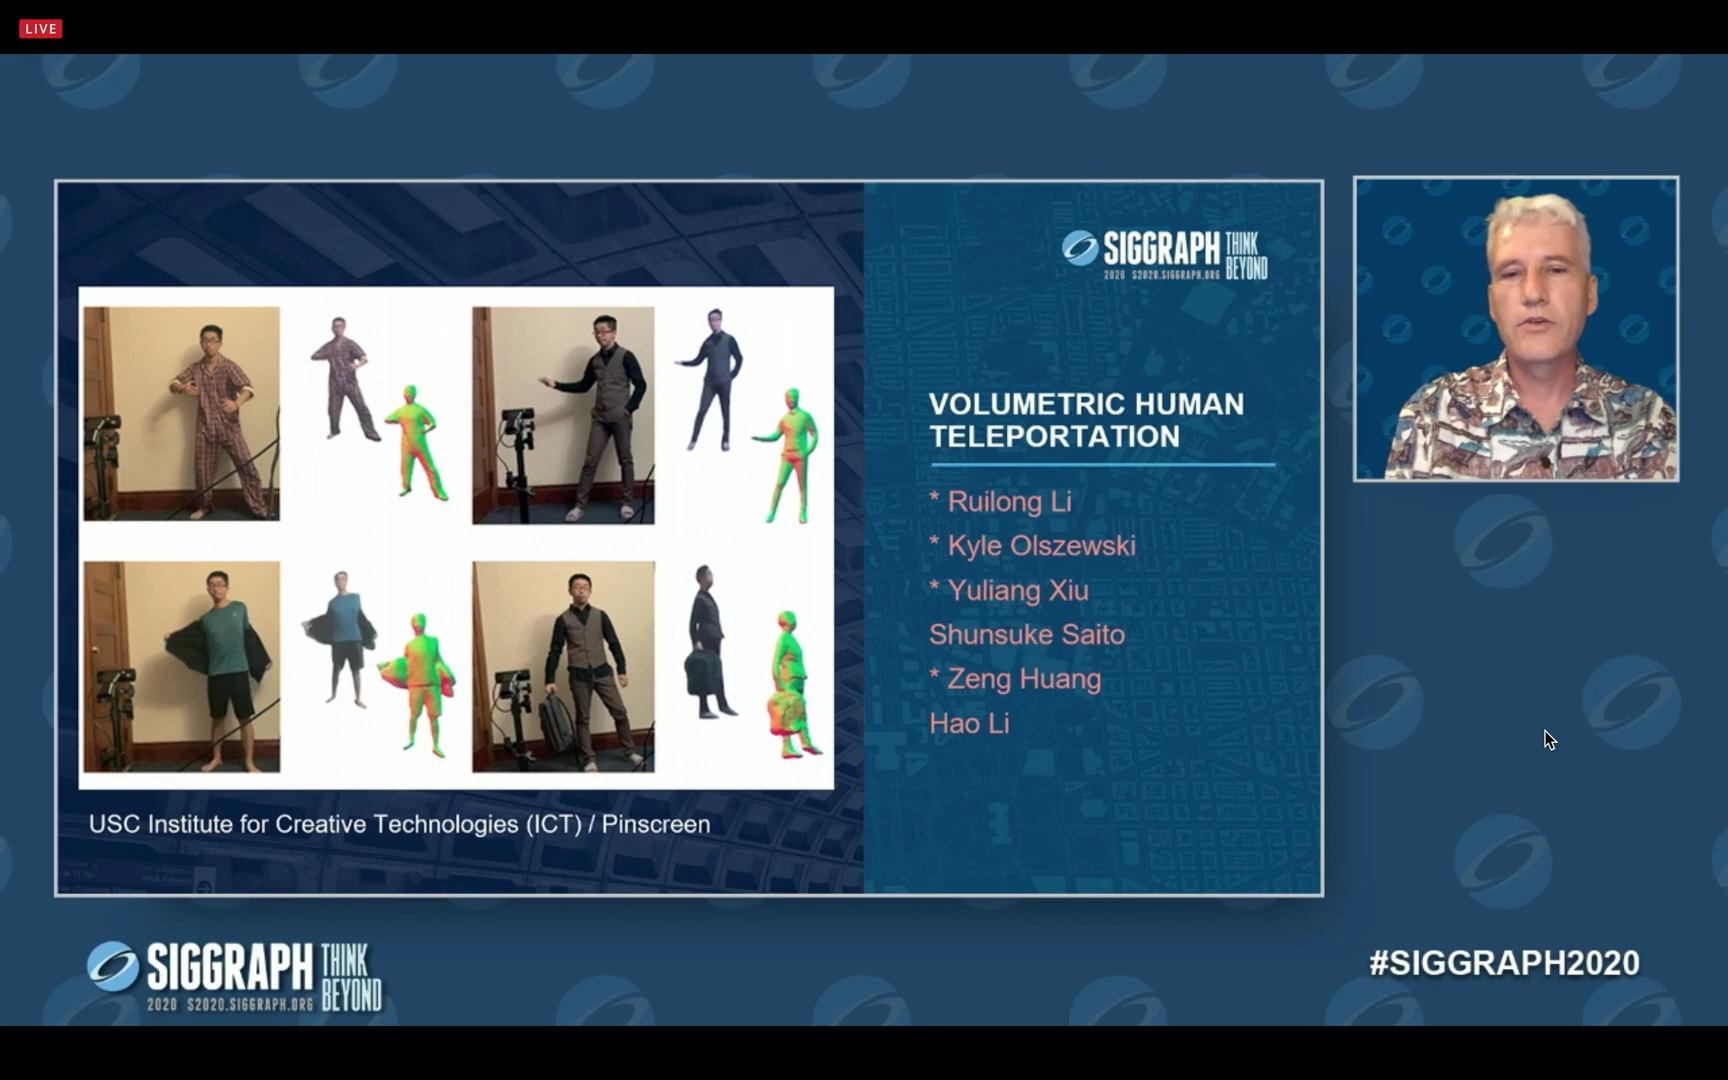 LIVE
SIGGRAPH THINK BEYOND
2020 S2020.SIGGRAPH.ORG
VOLUMETRIC HUMAN
TELEPORTATION
* Ruilong Li
* Kyle Olszewski
* Yuliang Xiu
Shunsuke Saito
* Zeng Huang
Hao Li
USC Institute for Creative Technologies (ICT) / Pinscreen
SIGGRAPH THINK BEYOND
2020 S2020.SIGGRAPH.ORG
#SIGGRAPH2020